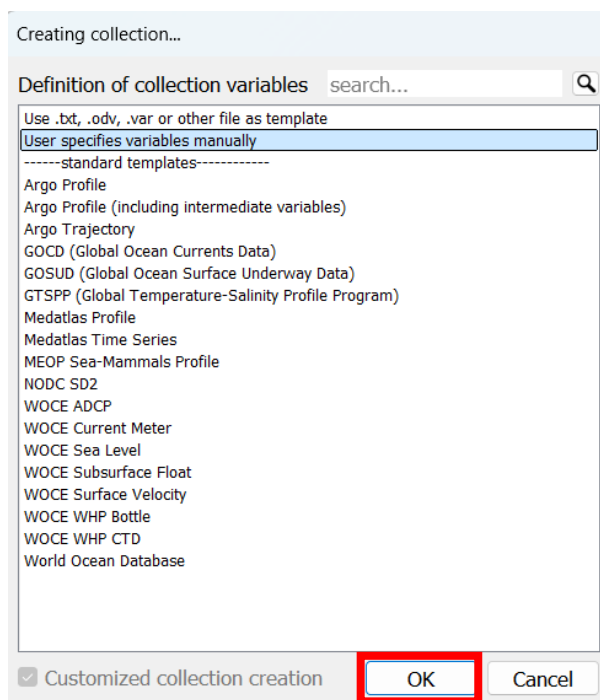 Creating collection...
Definition of collection variables search...
Use .txt, .odv, .var or other file as template
User specifies variables manually
------standard templates------------
Argo Profile
Argo Profile (including intermediate variables)
Argo Trajectory
GOCD (Global Ocean Currents Data)
GOSUD (Global Ocean Surface Underway Data)
GTSPP (Global Temperature-Salinity Profile Program)
Medatlas Profile
Medatlas Time Series
MEOP Sea-Mammals Profile
NODC SD2
WOCE ADCP
WOCE Current Meter
WOCE Sea Level
WOCE Subsurface Float
WOCE Surface Velocity
WOCE WHP Bottle
WOCE WHP CTD
World Ocean Database
Customized collection creation OK Cancel